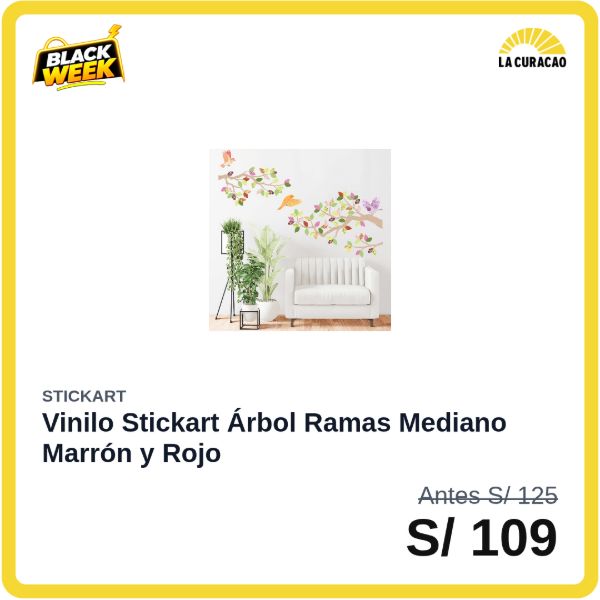 BLACK
WEEK
LA CURACAO
STICKART
Vinilo Stickart Árbol Ramas Mediano
Marrón y Rojo
Antes S/ 125
S/ 109